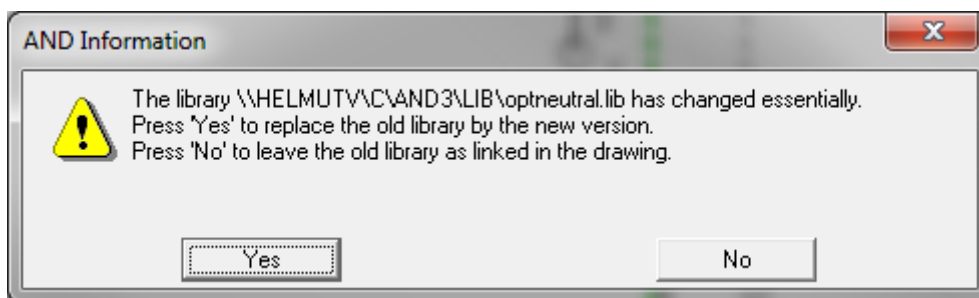 AND Information
The library \\HELMUTV\C\AND3\LIB\optneutral.lib has changed essentially.
Press 'Yes' to replace the old library by the new version.
Press 'No' to leave the old library as linked in the drawing.
Yes
No